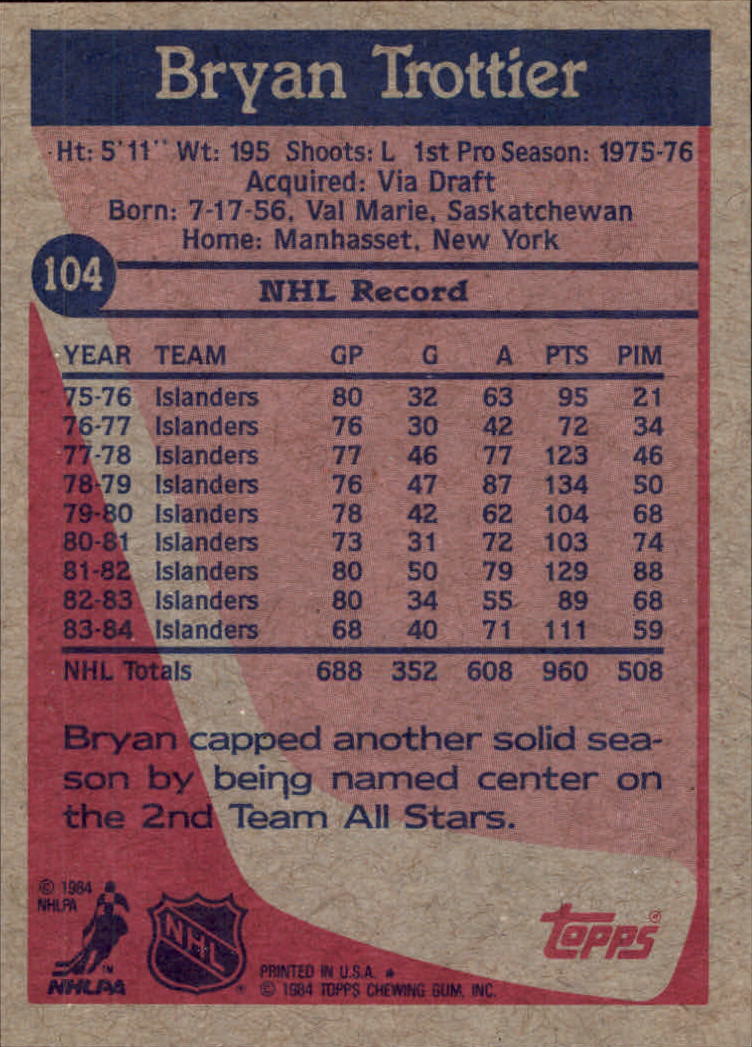 Bryan Trottier
Ht: 5'11" Wt: 195 Shoots: L 1st Pro Season: 1975-76
Acquired: Via Draft
Born: 7-17-56, Val Marie, Saskatchewan
Home: Manhasset, New York
104
NHL Record
YEAR TEAM GP G A PTS PIM
75-76 Islanders 80 32 63 95 21
76-77 Islanders 76 30 42 72 34
77-78 Islanders 77 46 77 123 46
78-79 Islanders 76 47 87 134 50
79-80 Islanders 78 42 62 104 68
80-81 Islanders 73 31 72 103 74
81-82 Islanders 80 50 79 129 88
82-83 Islanders 80 34 55 89 68
83-84 Islanders 68 40 71 111 59
NHL Totals 688 352 608 960 508
Bryan capped another solid sea-
son by being named center on
the 2nd Team All Stars.
© 1984
NHLPA
TM
NHLPA
NHL
®
topps®
PRINTED IN U.S.A. *
© 1984 TOPPS CHEWING GUM, INC.